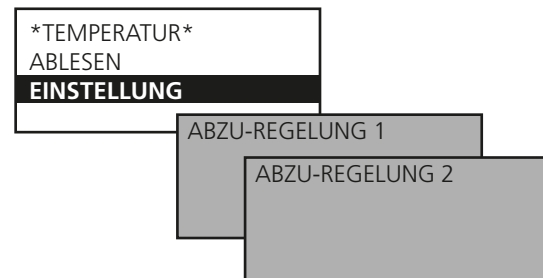 *TEMPERATUR*
ABLESEN
EINSTELLUNG
ABZU-REGELUNG 1
ABZU-REGELUNG 2